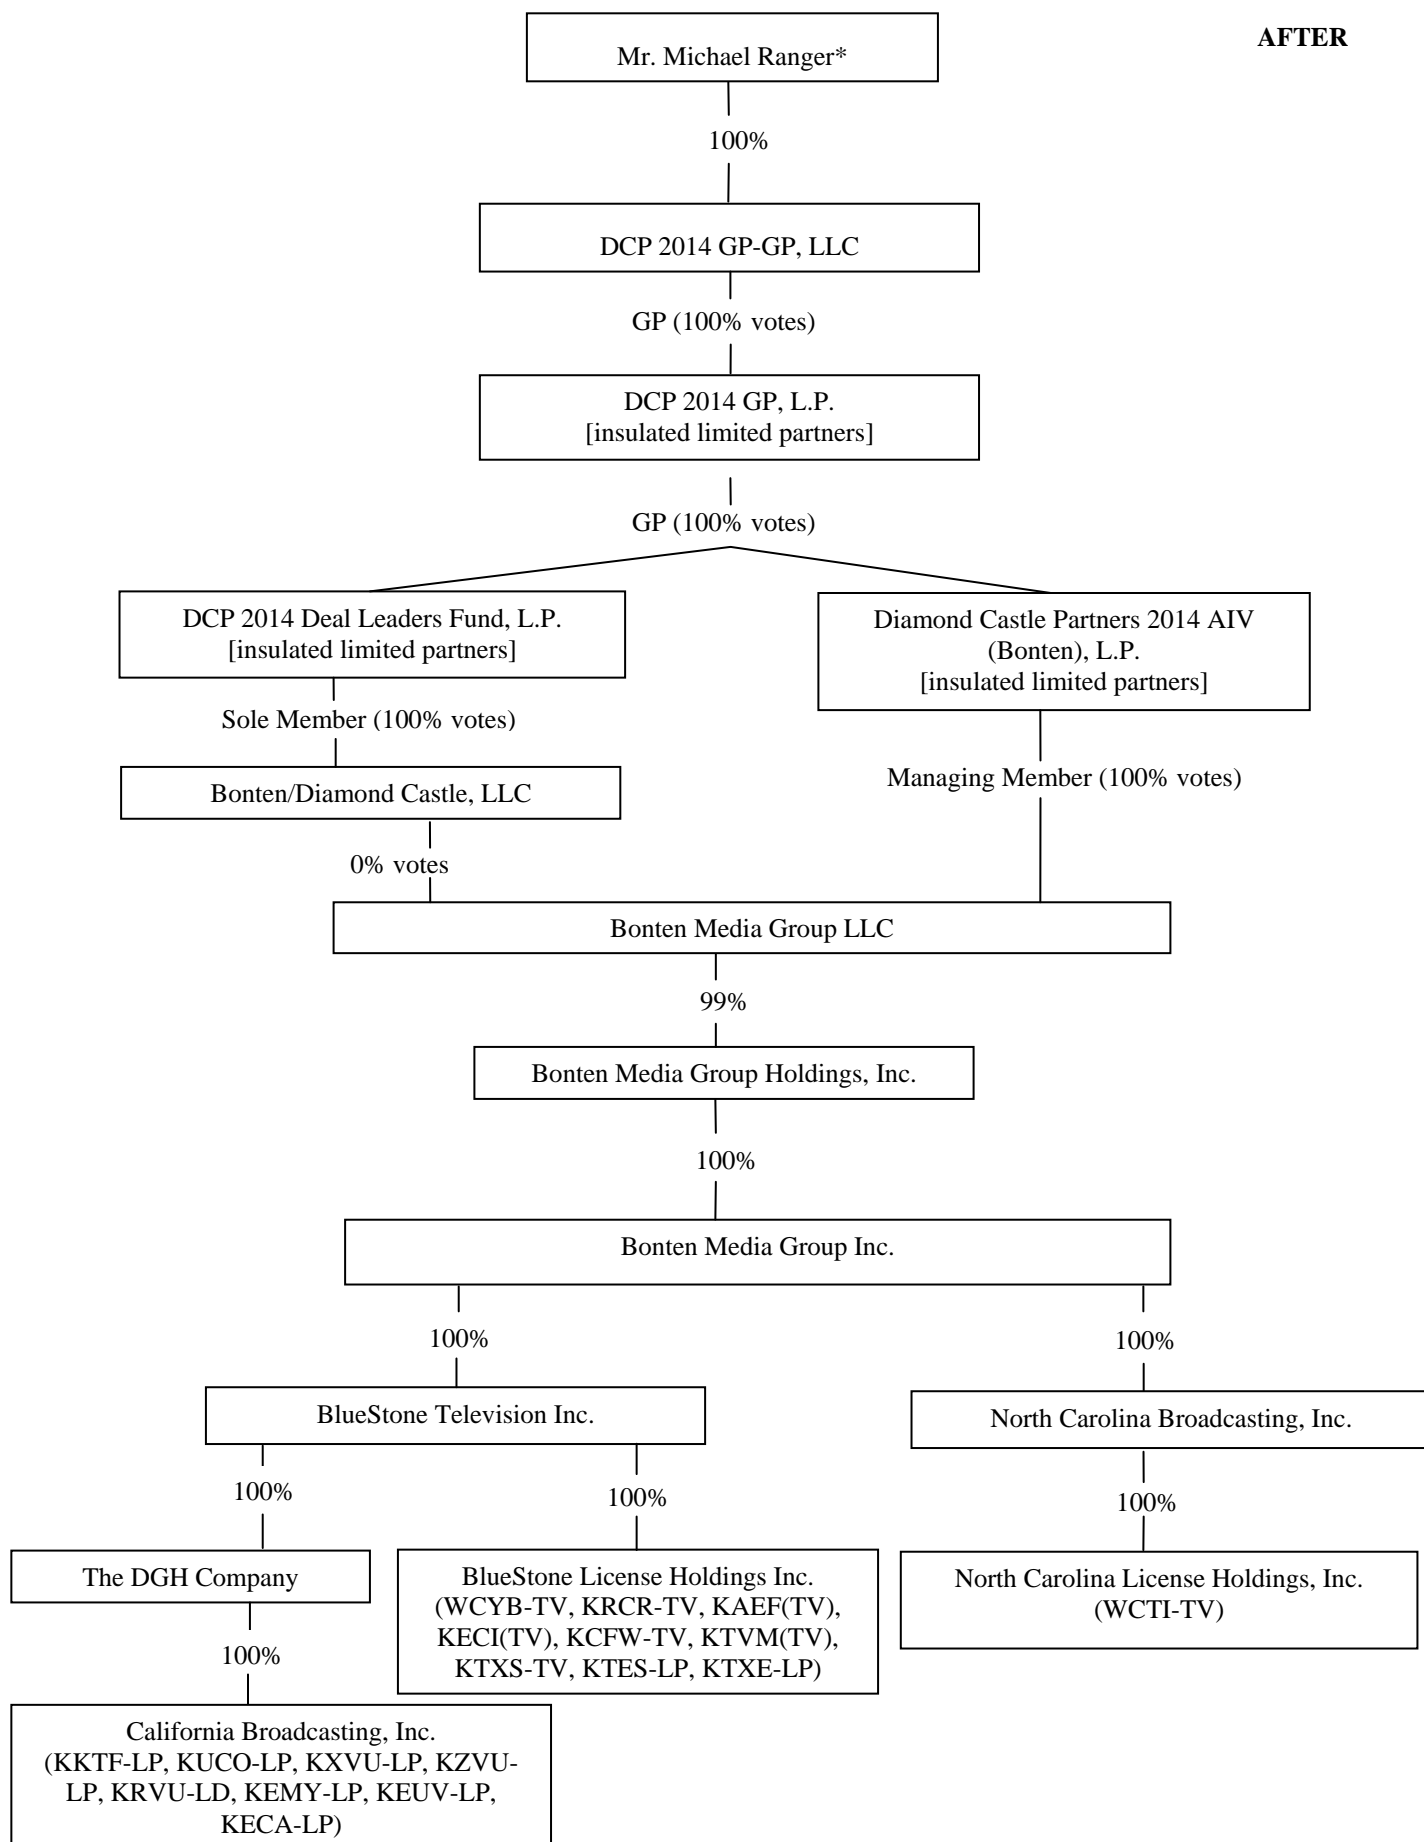 AFTER
Mr. Michael Ranger*
100%
DCP 2014 GP-GP, LLC
GP (100% votes)
DCP 2014 GP, L.P.
[insulated limited partners]
GP (100% votes)
DCP 2014 Deal Leaders Fund, L.P.
[insulated limited partners]
Diamond Castle Partners 2014 AIV
(Bonten), L.P.
[insulated limited partners]
Sole Member (100% votes)
Managing Member (100% votes)
Bonten/Diamond Castle, LLC
0% votes
Bonten Media Group LLC
99%
Bonten Media Group Holdings, Inc.
100%
Bonten Media Group Inc.
100%
100%
BlueStone Television Inc.
North Carolina Broadcasting, Inc.
100%
100%
100%
The DGH Company
BlueStone License Holdings Inc.
(WCYB-TV, KRCR-TV, KAEF(TV),
KECI(TV), KCFW-TV, KTVM(TV),
KTXS-TV, KTES-LP, KTXE-LP)
North Carolina License Holdings, Inc.
(WCTI-TV)
100%
California Broadcasting, Inc.
(KKTF-LP, KUCO-LP, KXVU-LP, KZVU-
LP, KRVU-LD, KEMY-LP, KEUV-LP,
KECA-LP)